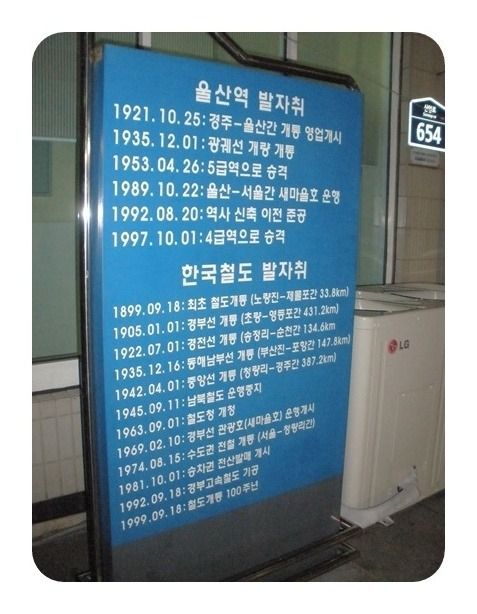 울산역 발자취
1921.10.25:경주-울산간 개통 영업개시
1935.12.01:광궤선 개량 개통
1953.04.26:5급역으로 승격
1989.10.22:울산-서울간 새마을호 운행
1992.08.20:역사 신축 이전 준공
1997.10.01:4급역으로 승격
한국철도 발자취
1899.09.18:최초 철도개통 (노량진-제물포간 33.8km)
1905.01.01:경부선 개통 (초량-영등포간 431.2km)
1922.07.01:경전선 개통 (송정리-순천간 134.6km
1935.12.16:동해남부선 개통 (부산진-포항간 147.8km)
1942.04.01:중앙선 개통 (청량리-경주간 387.2km)
1945.09.11:남북철도 운행중지
1963.09.01:철도청 개청
1969.02.10:경부선 관광호(새마을호) 운행개시
1974.08.15:수도권 전철 개통 (서울-청량리간)
1981.10.01:승차권 전산발매 개시
1992.09.18:경부고속철도 기공
1999.09.18:철도개통 100주년
654
LG